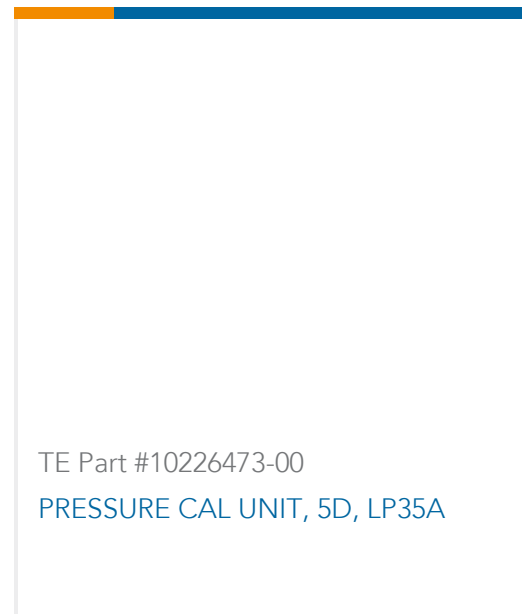 TE Part #10226473-00
PRESSURE CAL UNIT, 5D, LP35A